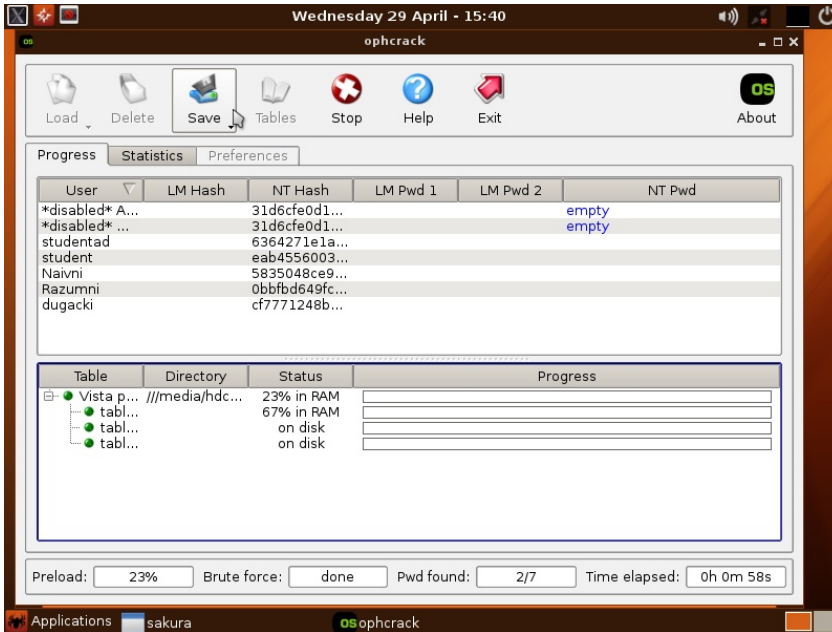 Wednesday 29 April - 15:40
os ophcrack
Load Delete Save Tables Stop Help Exit os About
Progress Statistics Preferences
User LM Hash NT Hash LM Pwd 1 LM Pwd 2 NT Pwd
*disabled* A... 31d6cfe0d1... empty
*disabled* ... 31d6cfe0d1... empty
studentad 6364271e1a...
student eab4556003...
Naivni 5835048ce9...
Razumni 0bbfbd649fc...
dugacki cf7771248b...
Table Directory Status Progress
Vista p... ///media/hdc... 23% in RAM
tabl... 67% in RAM
tabl... on disk
tabl... on disk
Preload: 23% Brute force: done Pwd found: 2/7 Time elapsed: 0h 0m 58s
Applications sakura os ophcrack